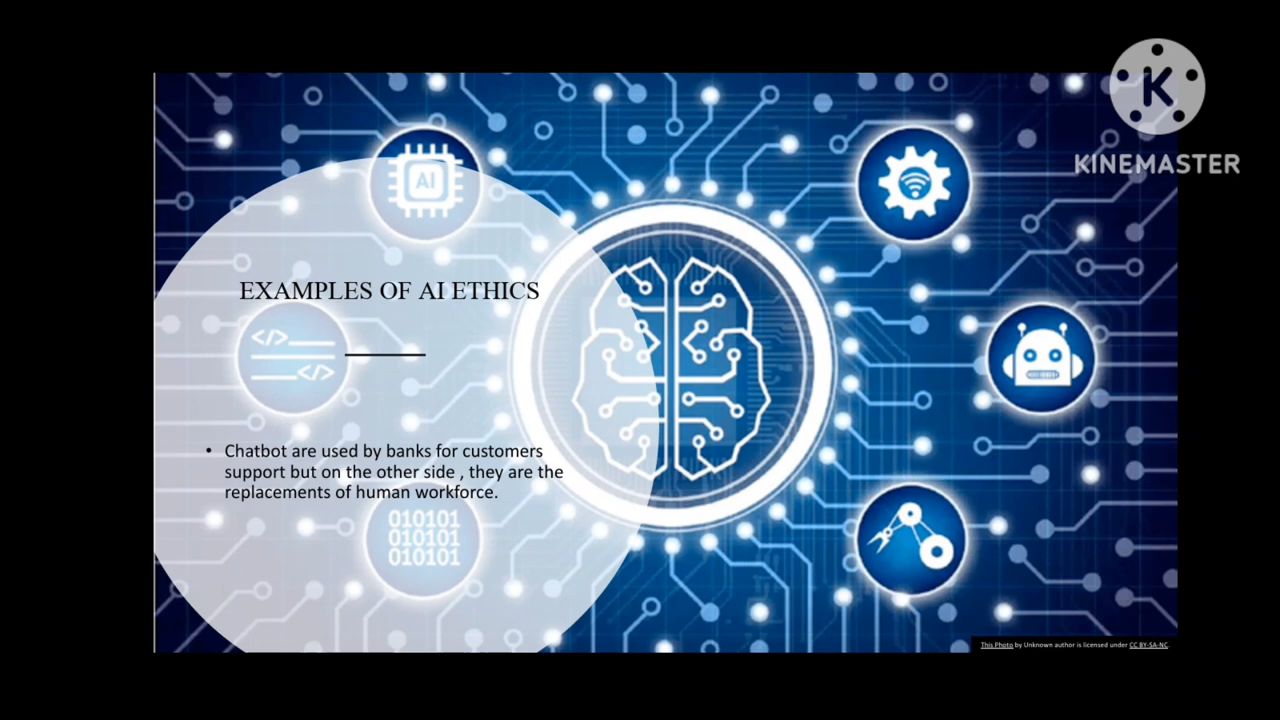 K
KINEMASTER
AI
EXAMPLES OF AI ETHICS
</>
</>
• Chatbot are used by banks for customers
support but on the other side , they are the
replacements of human workforce.
010101
010101
010101
This Photo by Unknown author is licensed under CC BY-SA-NC.